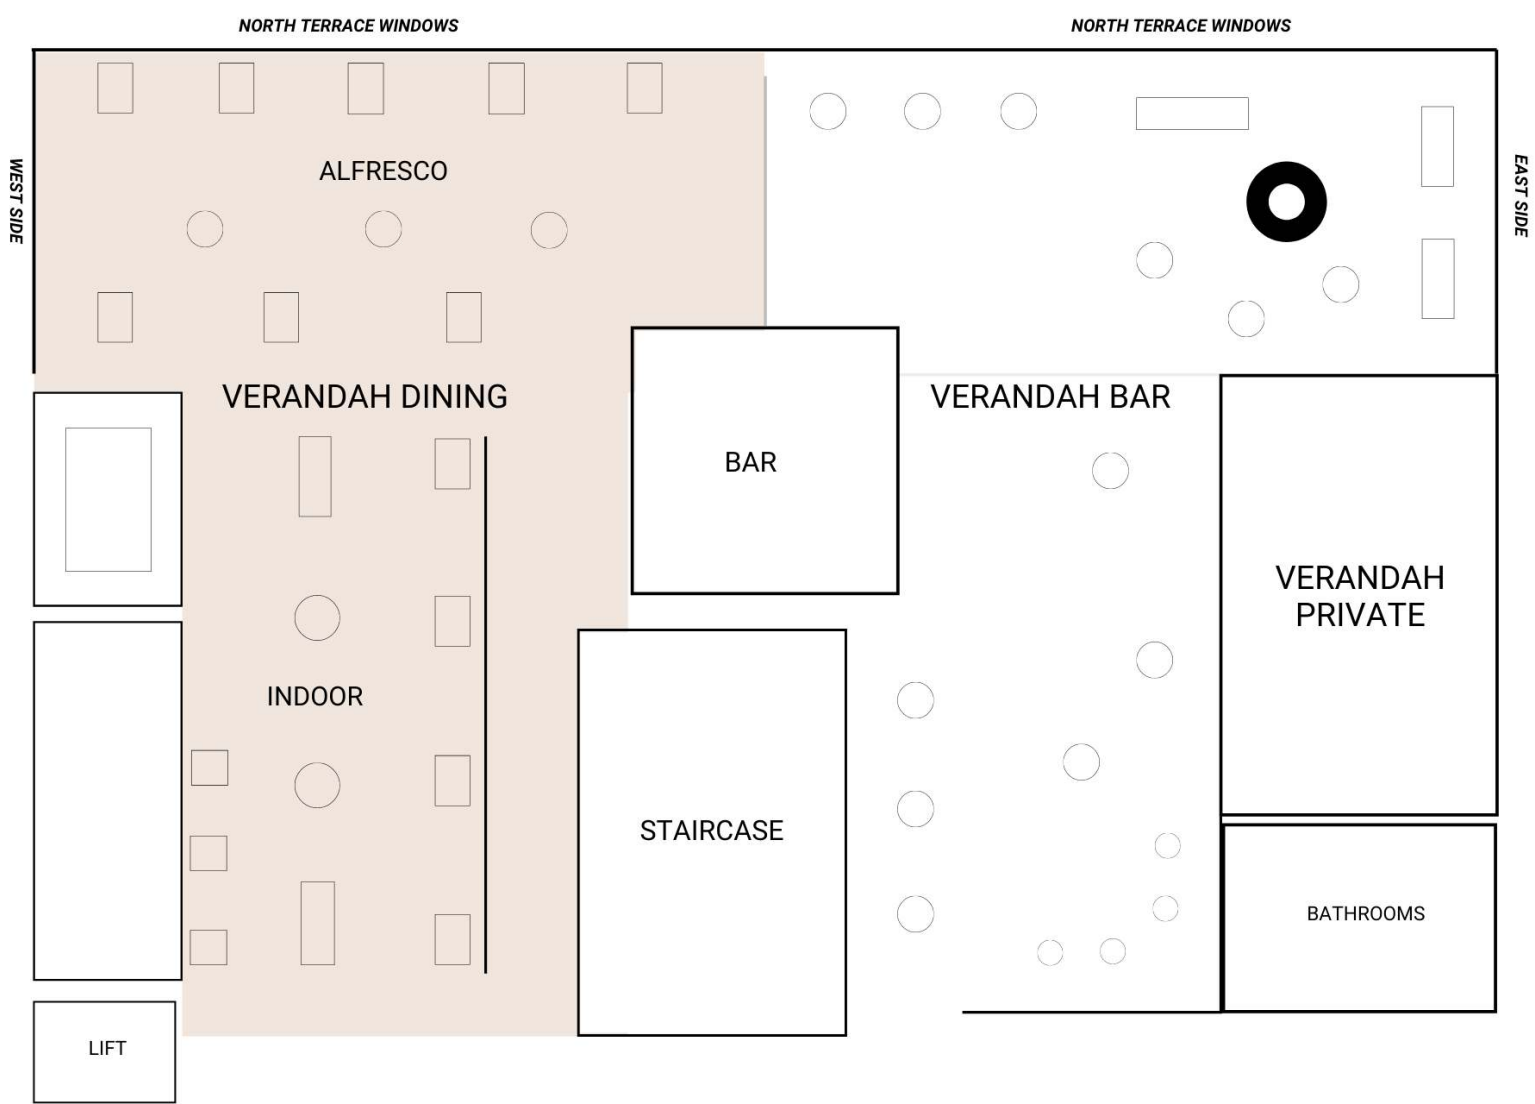 NORTH TERRACE WINDOWS
NORTH TERRACE WINDOWS
WEST SIDE
EAST SIDE
ALFRESCO
VERANDAH DINING
VERANDAH BAR
BAR
VERANDAH
PRIVATE
INDOOR
STAIRCASE
BATHROOMS
LIFT